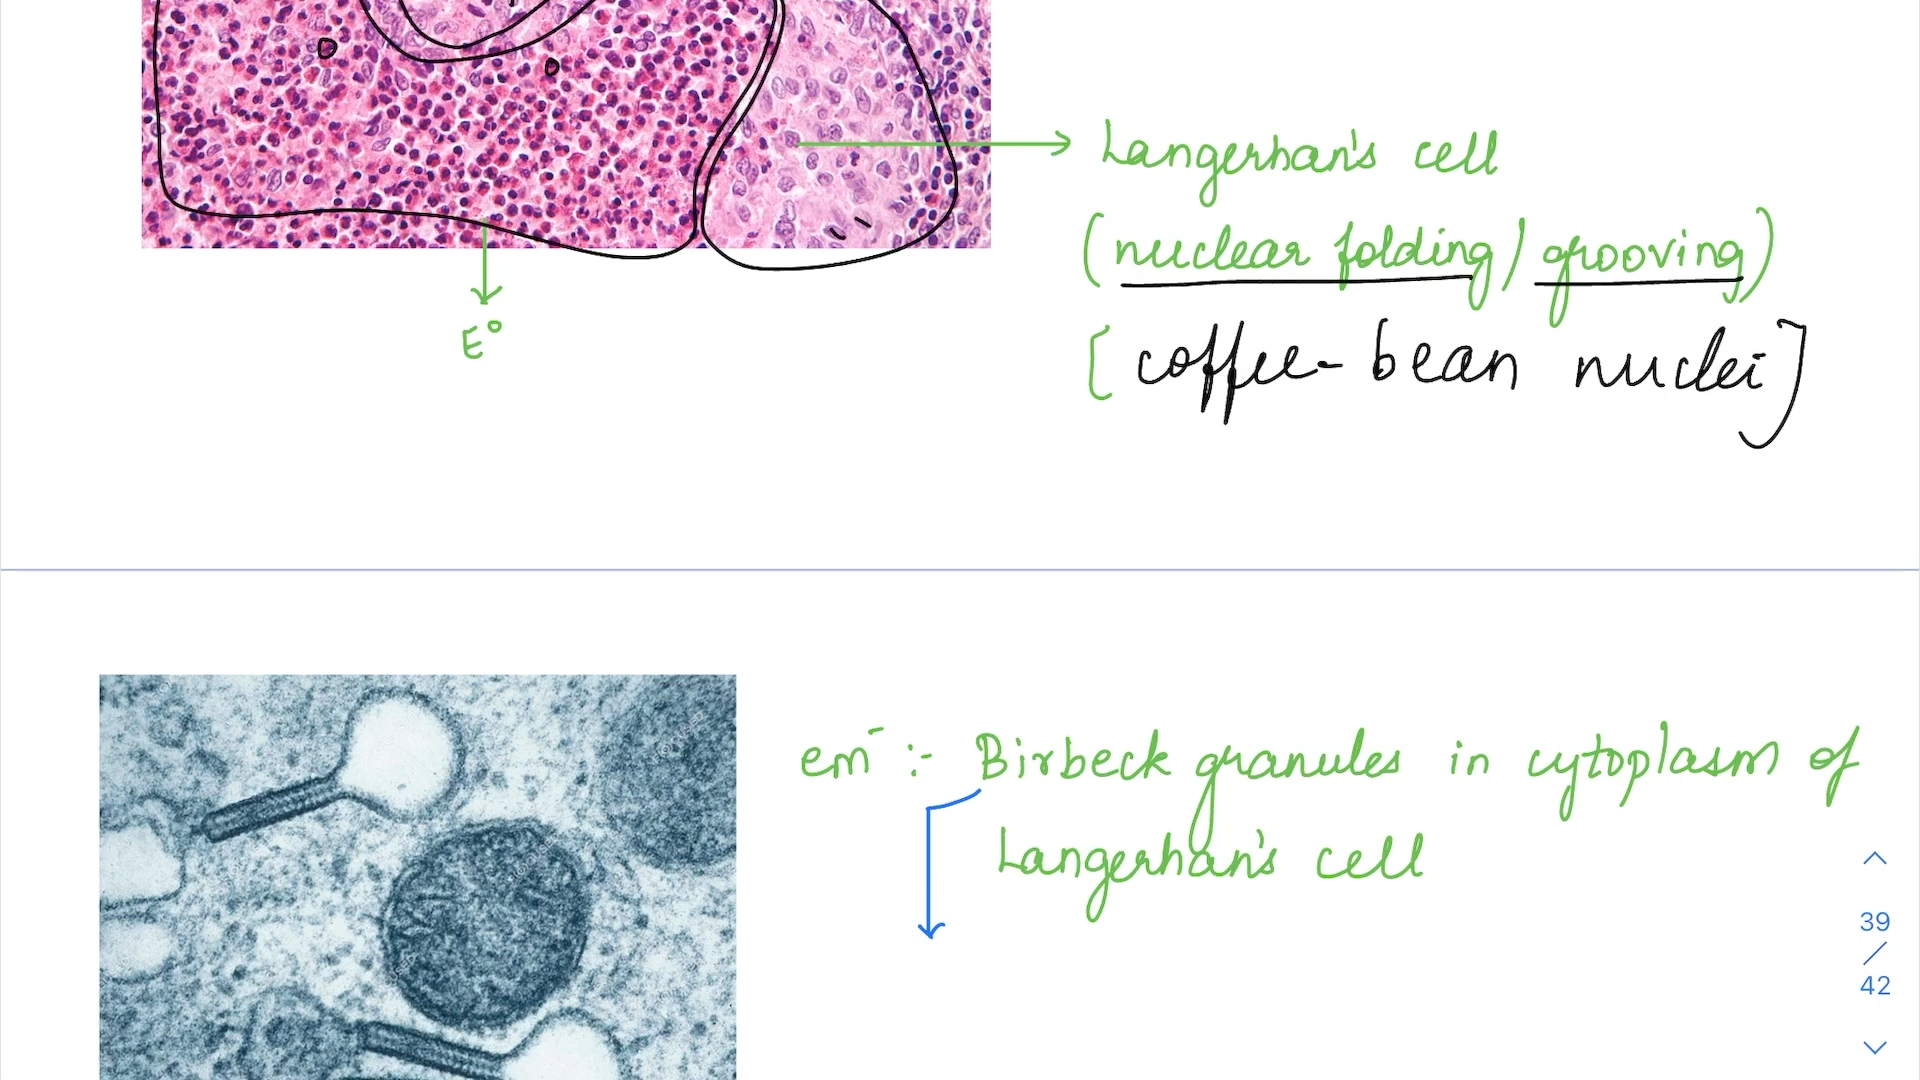 Langerhan's cell
(nuclear folding/grooving)
E°
[coffee-bean nuclei]
em⁻ :- Birbeck granules in cytoplasm of
Langerhan's cell
39
/
42